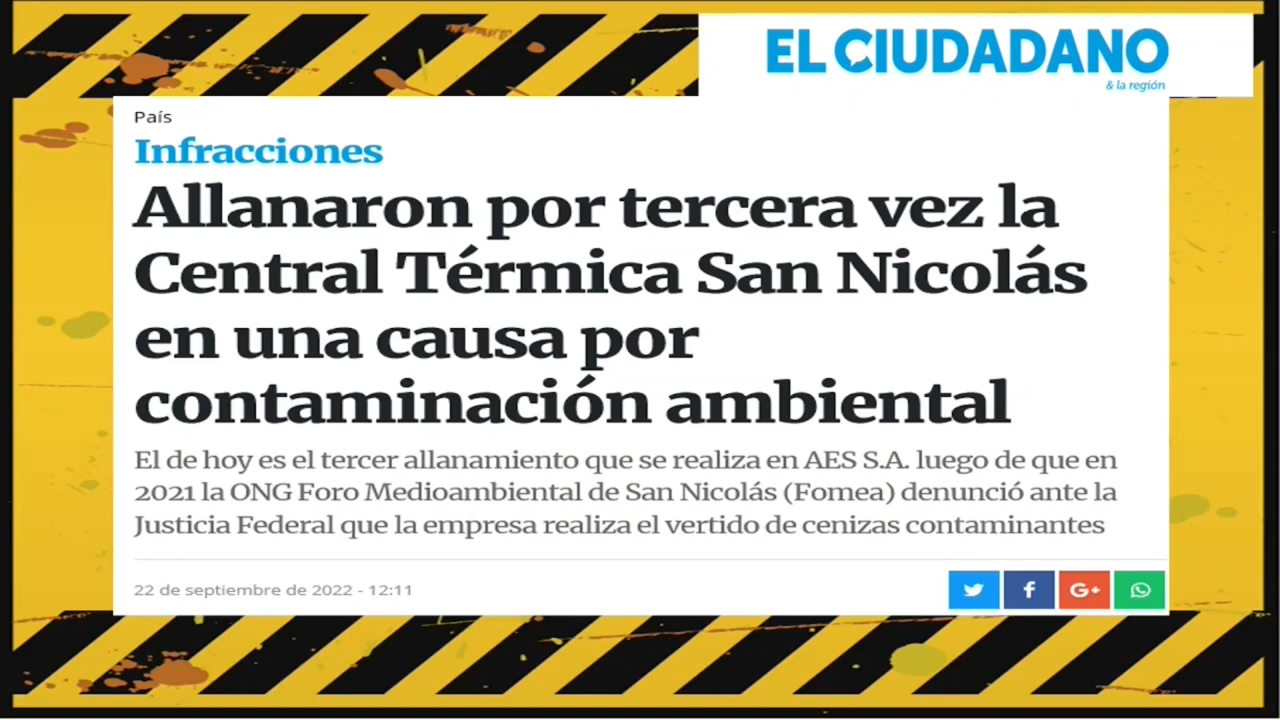 EL CIUDADANO
& la región
País
Infracciones
Allanaron por tercera vez la
Central Térmica San Nicolás
en una causa por
contaminación ambiental
El de hoy es el tercer allanamiento que se realiza en AES S.A. luego de que en
2021 la ONG Foro Medioambiental de San Nicolás (Fomea) denunció ante la
Justicia Federal que la empresa realiza el vertido de cenizas contaminantes
22 de septiembre de 2022 - 12:11
G+